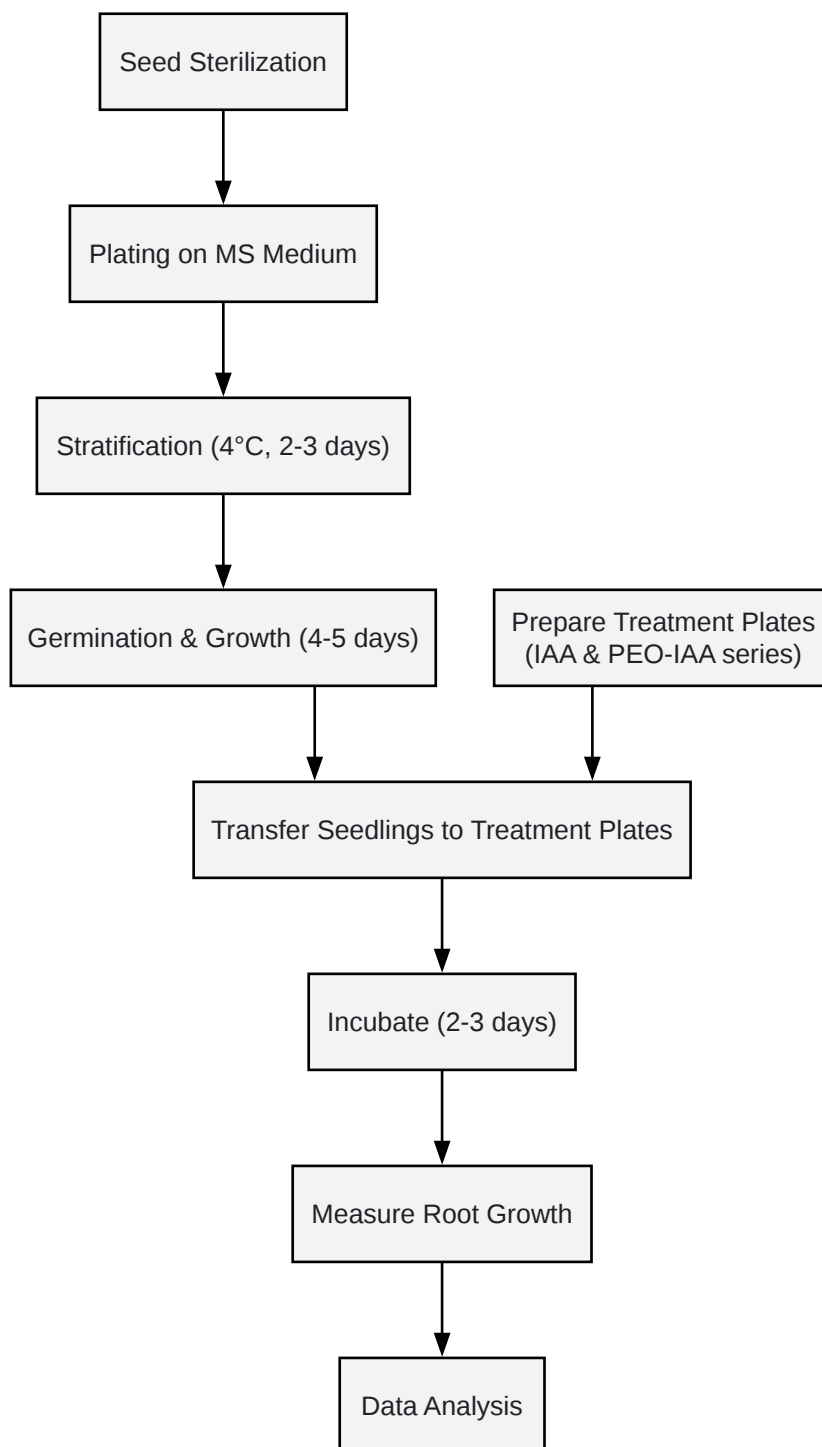 Seed Sterilization
Plating on MS Medium
Stratification (4°C, 2-3 days)
Germination & Growth (4-5 days)
Prepare Treatment Plates
(IAA & PEO-IAA series)
Transfer Seedlings to Treatment Plates
Incubate (2-3 days)
Measure Root Growth
Data Analysis